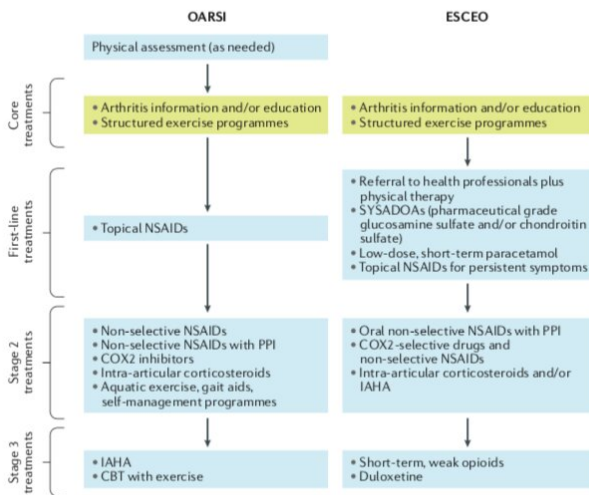 OARSI
ESCEO
Physical assessment (as needed)
Core
treatments
• Arthritis information and/or education
• Structured exercise programmes
• Arthritis information and/or education
• Structured exercise programmes
First-line
treatments
• Topical NSAIDs
• Referral to health professionals plus
physical therapy
• SYSADOAs (pharmaceutical grade
glucosamine sulfate and/or chondroitin
sulfate)
• Low-dose, short-term paracetamol
• Topical NSAIDs for persistent symptoms
Stage 2
treatments
• Non-selective NSAIDs
• Non-selective NSAIDs with PPI
• COX2 inhibitors
• Intra-articular corticosteroids
• Aquatic exercise, gait aids,
self-management programmes
• Oral non-selective NSAIDs with PPI
• COX2-selective drugs and
non-selective NSAIDs
• Intra-articular corticosteroids and/or
IAHA
Stage 3
treatments
• IAHA
• CBT with exercise
• Short-term, weak opioids
• Duloxetine